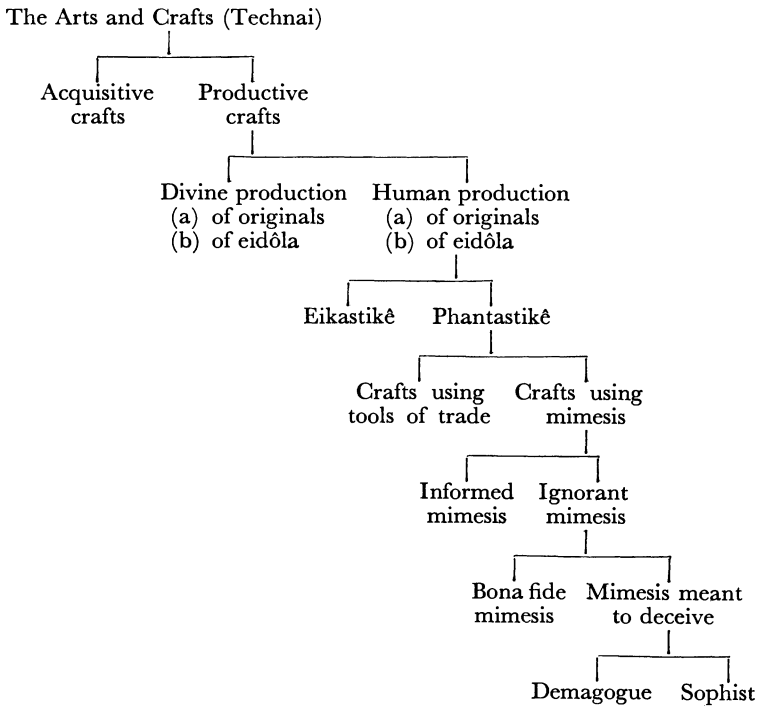 The Arts and Crafts (Technai)
Acquisitive Productive
crafts crafts
Divine production Human production
(a) of originals (a) of originals
(b) of eidôla (b) of eidôla
Eikastikê Phantastikê
Crafts using Crafts using
tools of trade mimesis
Informed Ignorant
mimesis mimesis
Bona fide Mimesis meant
mimesis to deceive
Demagogue Sophist